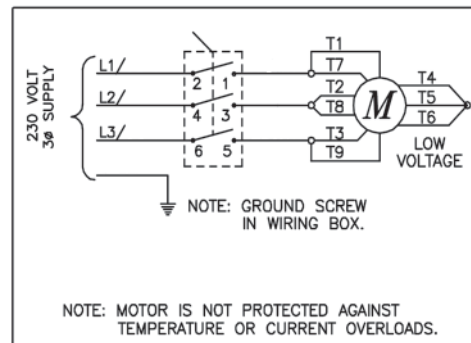 230 VOLT
3ø SUPPLY
L1/
L2/
L3/
2
1
4
3
6
5
T1
T7
T2
T8
T3
T9
M
T4
T5
T6
LOW
VOLTAGE
NOTE: GROUND SCREW
IN WIRING BOX.
NOTE: MOTOR IS NOT PROTECTED AGAINST
TEMPERATURE OR CURRENT OVERLOADS.